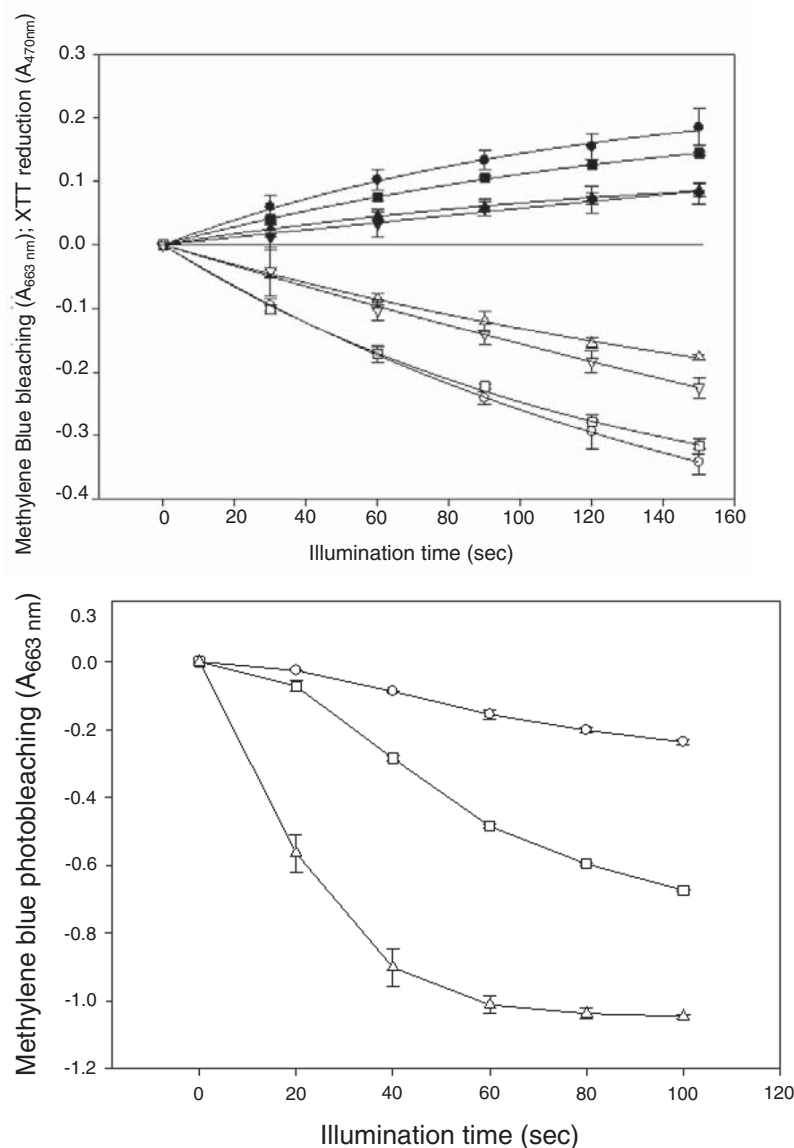 Methylene Blue bleaching (A663 nm); XTT reduction (A470nm)
0.3
0.2
0.1
0.0
-0.1
-0.2
-0.3
-0.4
0 20 40 60 80 100 120 140 160
Illumination time (sec)
Methylene blue photobleaching (A663 nm)
0.3
0.0
-0.2
-0.4
-0.6
-0.8
-1.0
-1.2
0 20 40 60 80 100 120
Illumination time (sec)